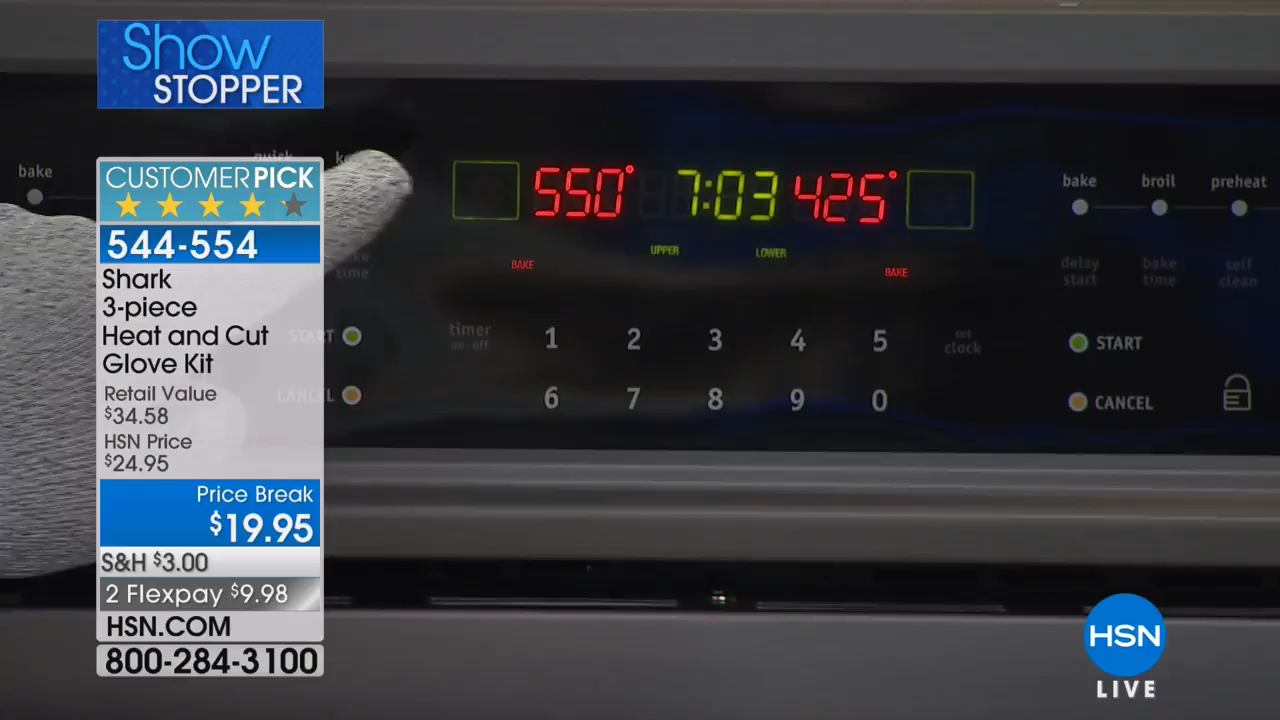 Show
STOPPER
CUSTOMER PICK
544-554
Shark
3-piece
Heat and Cut
Glove Kit
Retail Value
$34.58
HSN Price
$24.95
Price Break
$19.95
S&H $3.00
2 Flexpay $9.98
HSN.COM
800-284-3100
bake
quick
time
START
CANCEL
550° 7:03 425°
UPPER LOWER
BAKE BAKE
timer
on off
1 2 3 4 5
6 7 8 9 0
set
clock
bake broil preheat
delay
start
bake
time
self
clean
START
CANCEL
HSN
LIVE